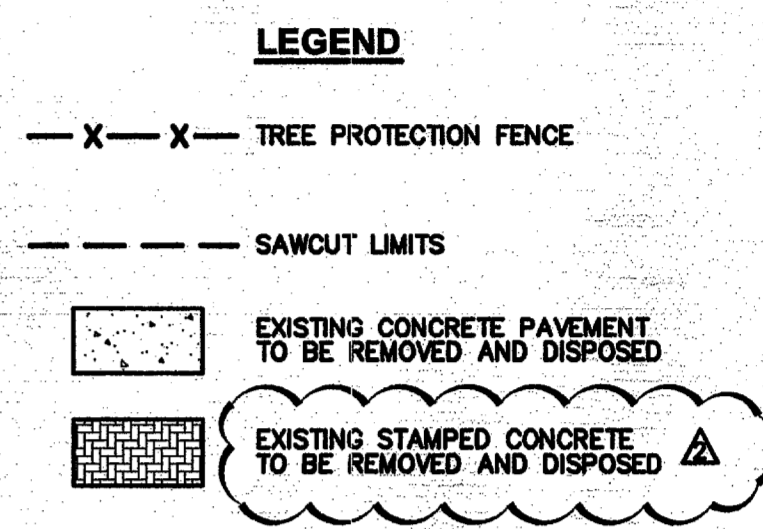 LEGEND
X X TREE PROTECTION FENCE
SAWCUT LIMITS
EXISTING CONCRETE PAVEMENT
TO BE REMOVED AND DISPOSED
EXISTING STAMPED CONCRETE
TO BE REMOVED AND DISPOSED 2